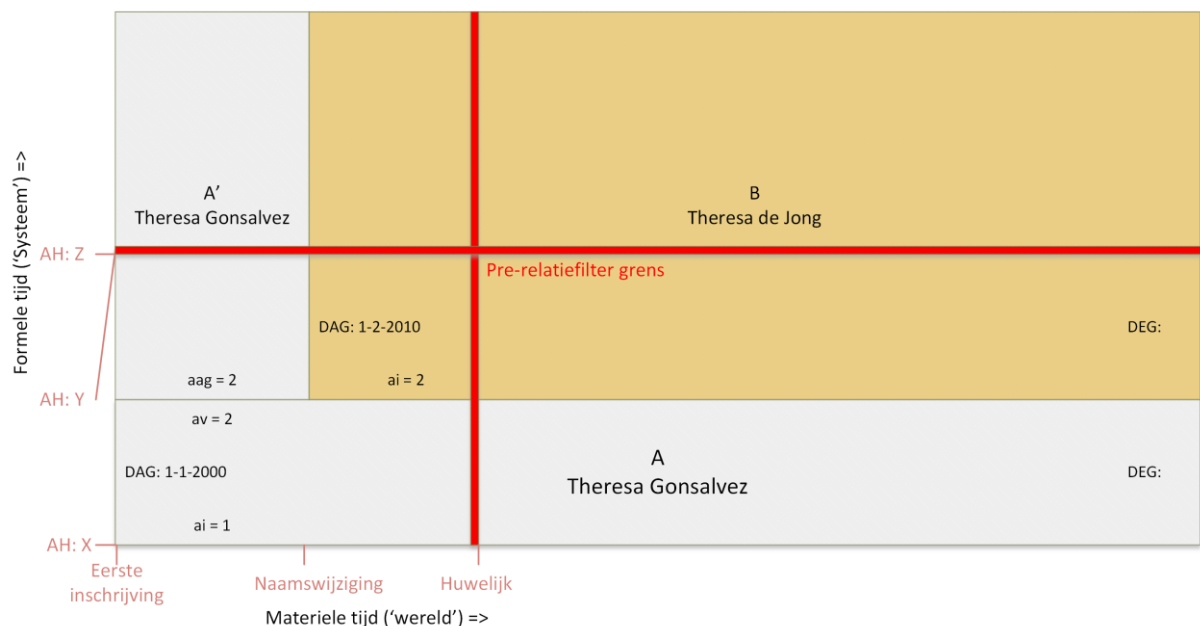 A’
Theresa Gonsalvez
B
Theresa de Jong
Formele tijd (‘Systeem’) =>
AH: Z
Pre-relatiefilter grens
DAG: 1-2-2010
DEG:
aag = 2
ai = 2
AH: Y
av = 2
A
Theresa Gonsalvez
DAG: 1-1-2000
DEG:
ai = 1
AH: X
Eerste
inschrijving
Naamswijziging
Huwelijk
Materiele tijd (‘wereld’) =>